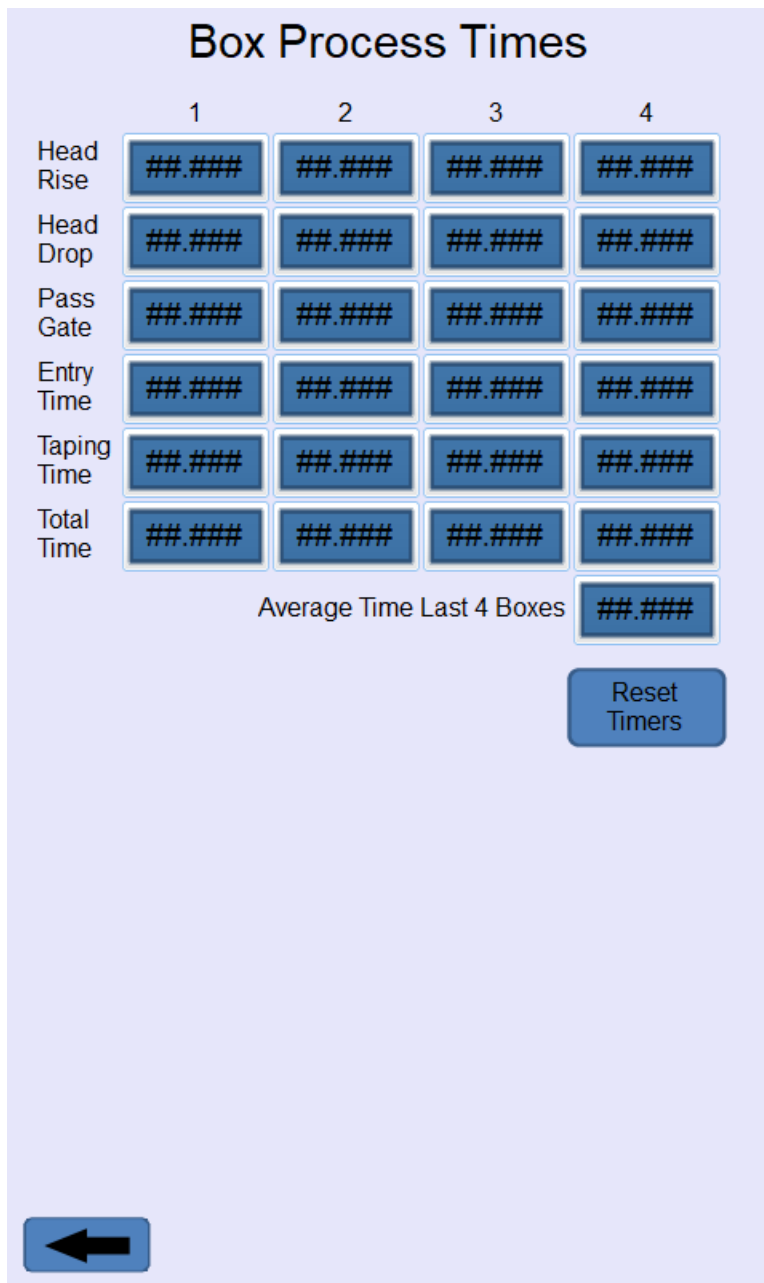 Box Process Times
1 2 3 4
Head
Rise ##.### ##.### ##.### ##.###
Head
Drop ##.### ##.### ##.### ##.###
Pass
Gate ##.### ##.### ##.### ##.###
Entry
Time ##.### ##.### ##.### ##.###
Taping
Time ##.### ##.### ##.### ##.###
Total
Time ##.### ##.### ##.### ##.###
Average Time Last 4 Boxes ##.###
Reset
Timers